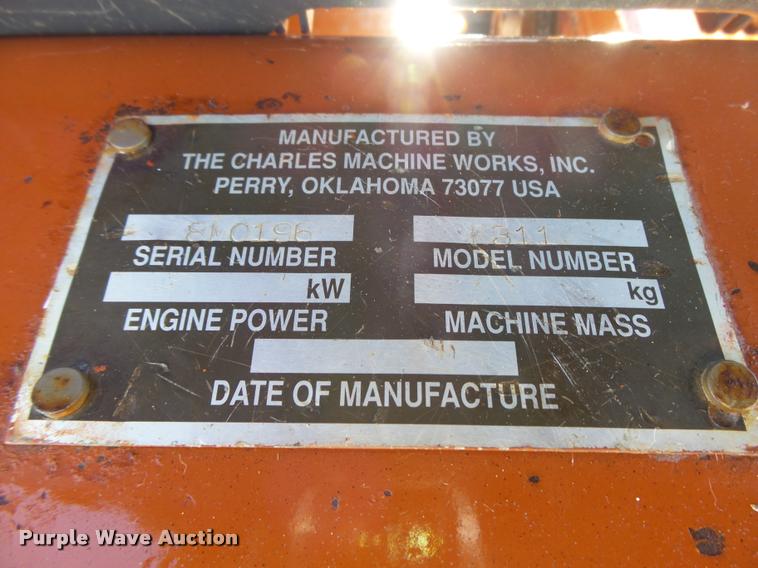 MANUFACTURED BY
THE CHARLES MACHINE WORKS, INC.
PERRY, OKLAHOMA 73077 USA
SERIAL NUMBER
MODEL NUMBER
kW
kg
ENGINE POWER
MACHINE MASS
DATE OF MANUFACTURE
Purple Wave Auction